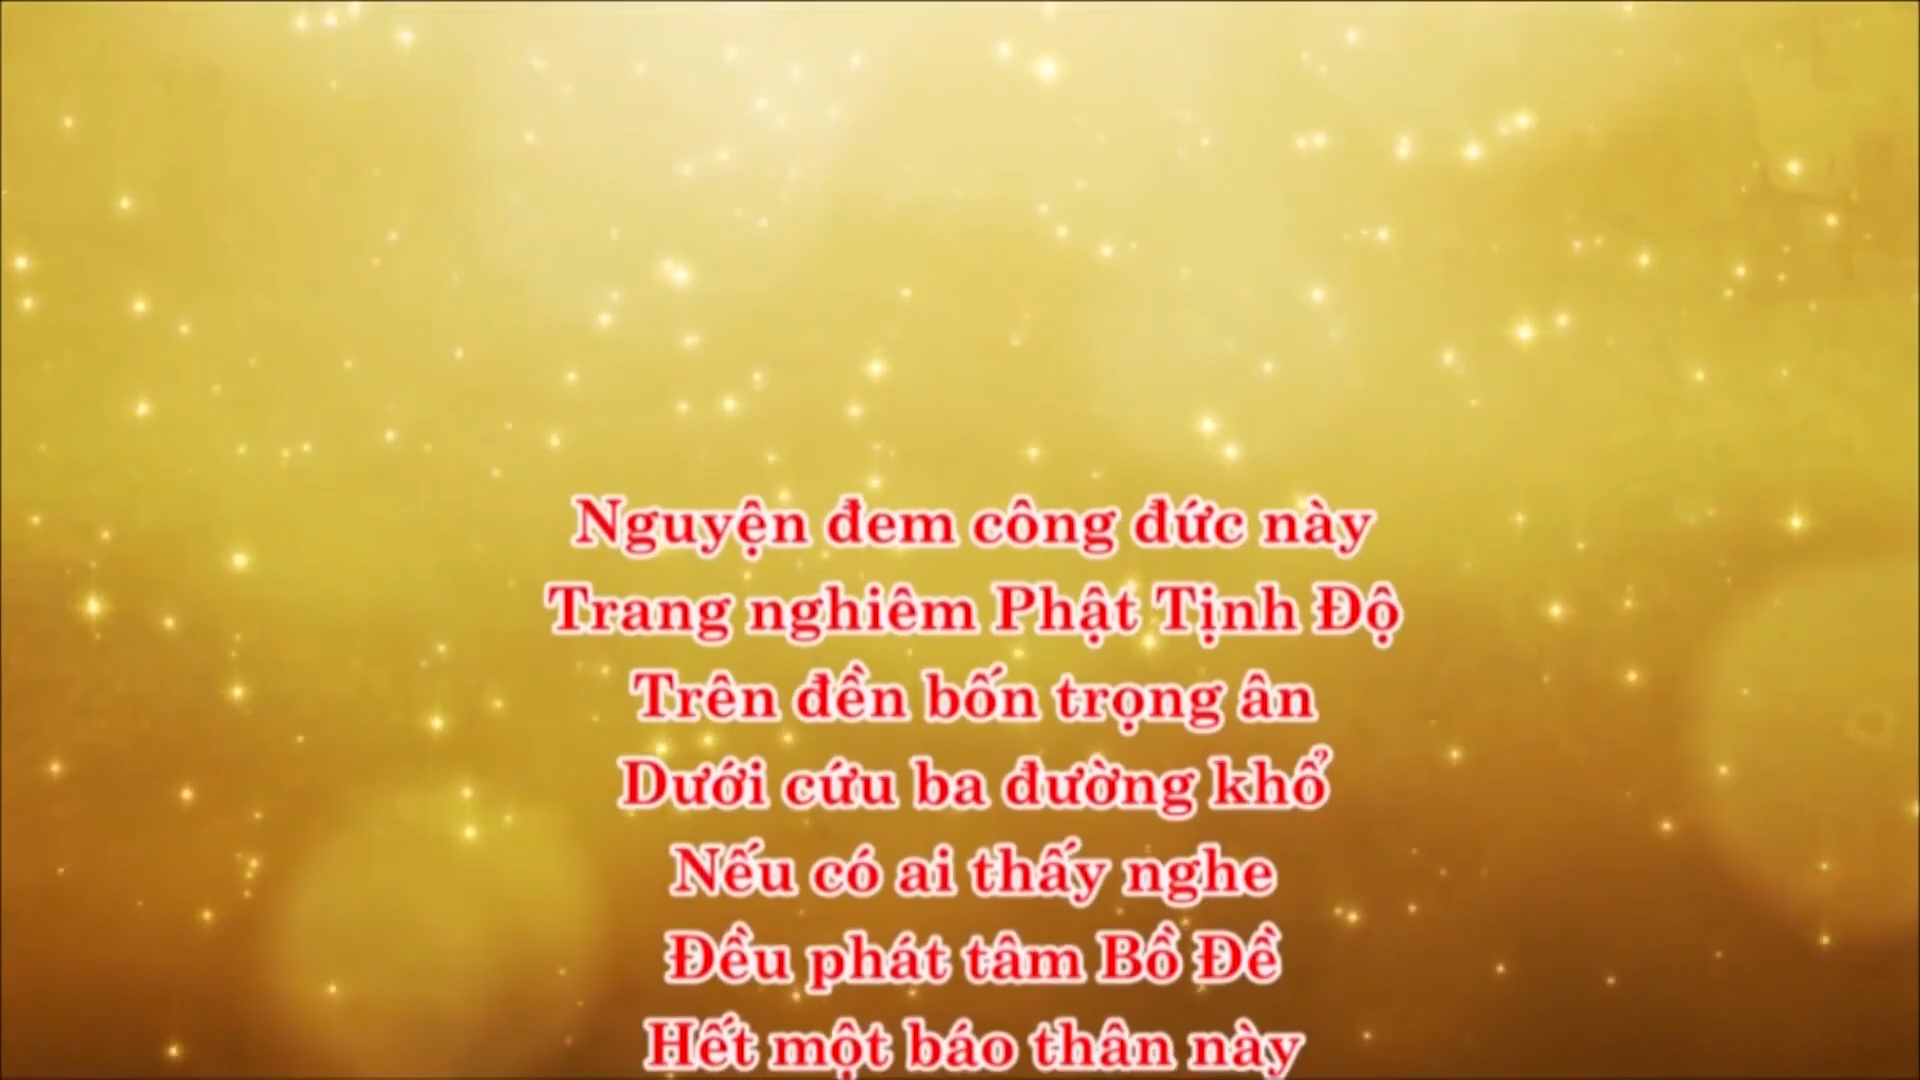 Nguyện đem công đức này
Trang nghiêm Phật Tịnh Độ
Trên đền bốn trọng ân
Dưới cứu ba đường khổ
Nếu có ai thấy nghe
Đều phát tâm Bồ Đề
Hết một báo thân này